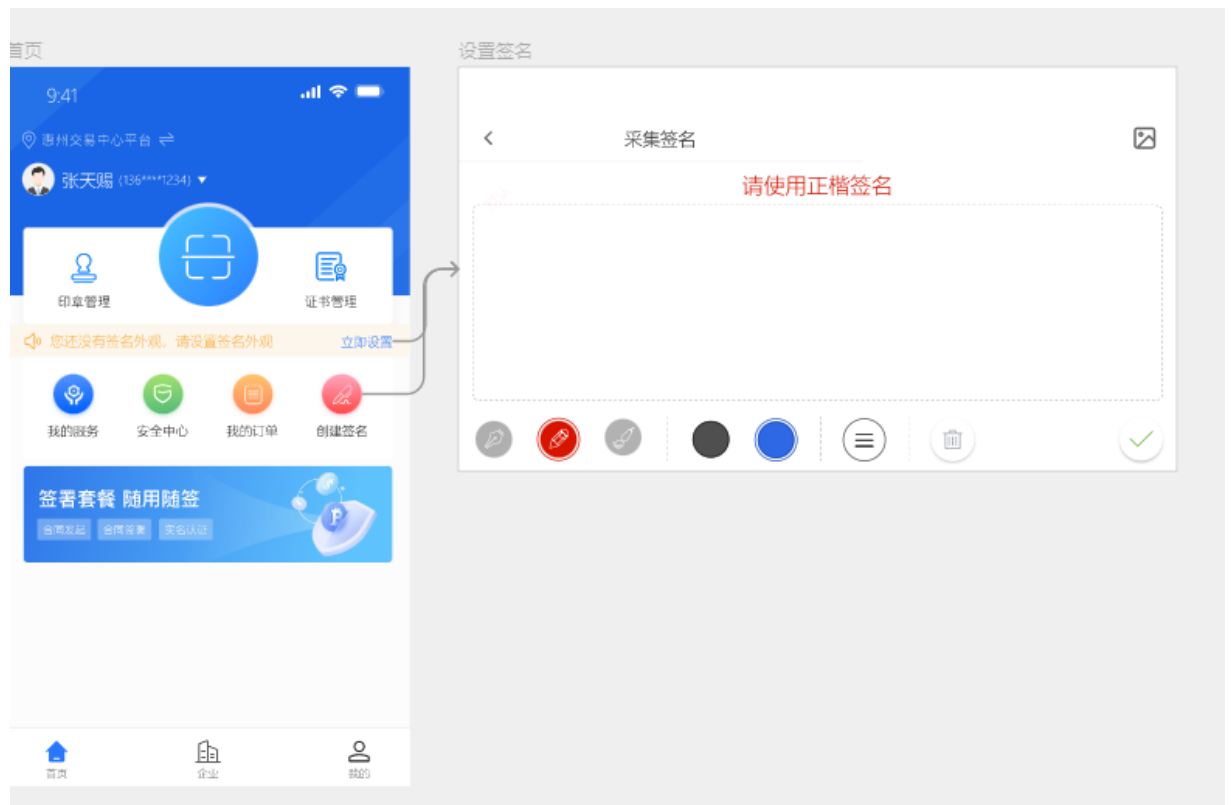 首页
9:41
惠州交易中心平台
张天赐 (136****1234)
印章管理
证书管理
您还没有签名外观，请设置签名外观
立即设置
我的服务
安全中心
我的订单
创建签名
签署套餐 随用随签
合同发起
合同签署
实名认证
首页
企业
我的
设置签名
采集签名
请使用正楷签名